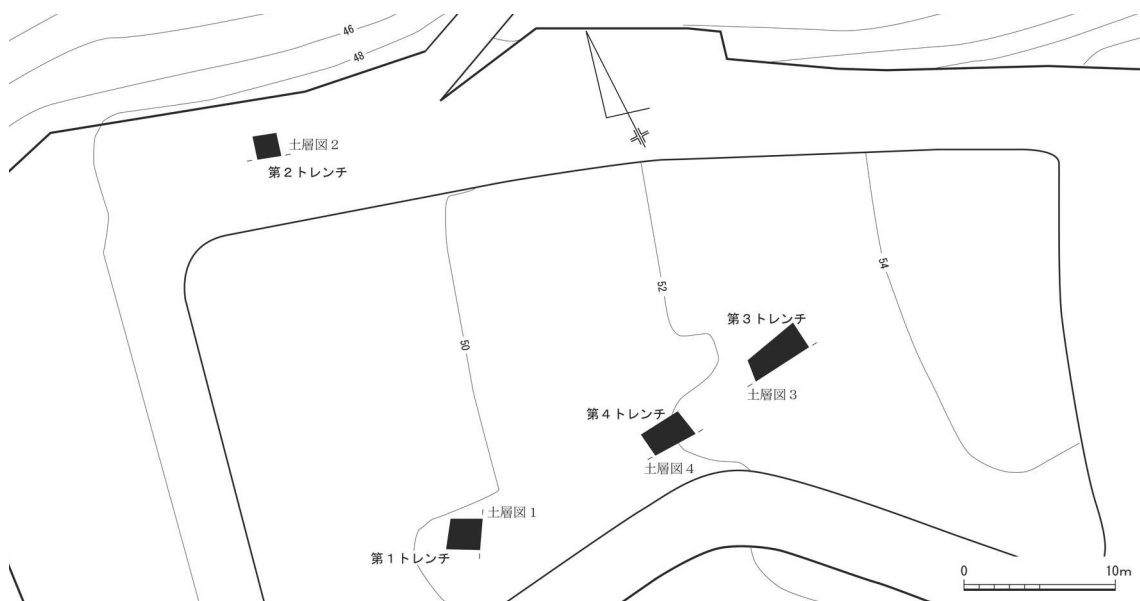 46
48
土層図２
第２トレンチ
54
52
第３トレンチ
50
土層図３
第４トレンチ
土層図４
土層図１
第１トレンチ
0 10m